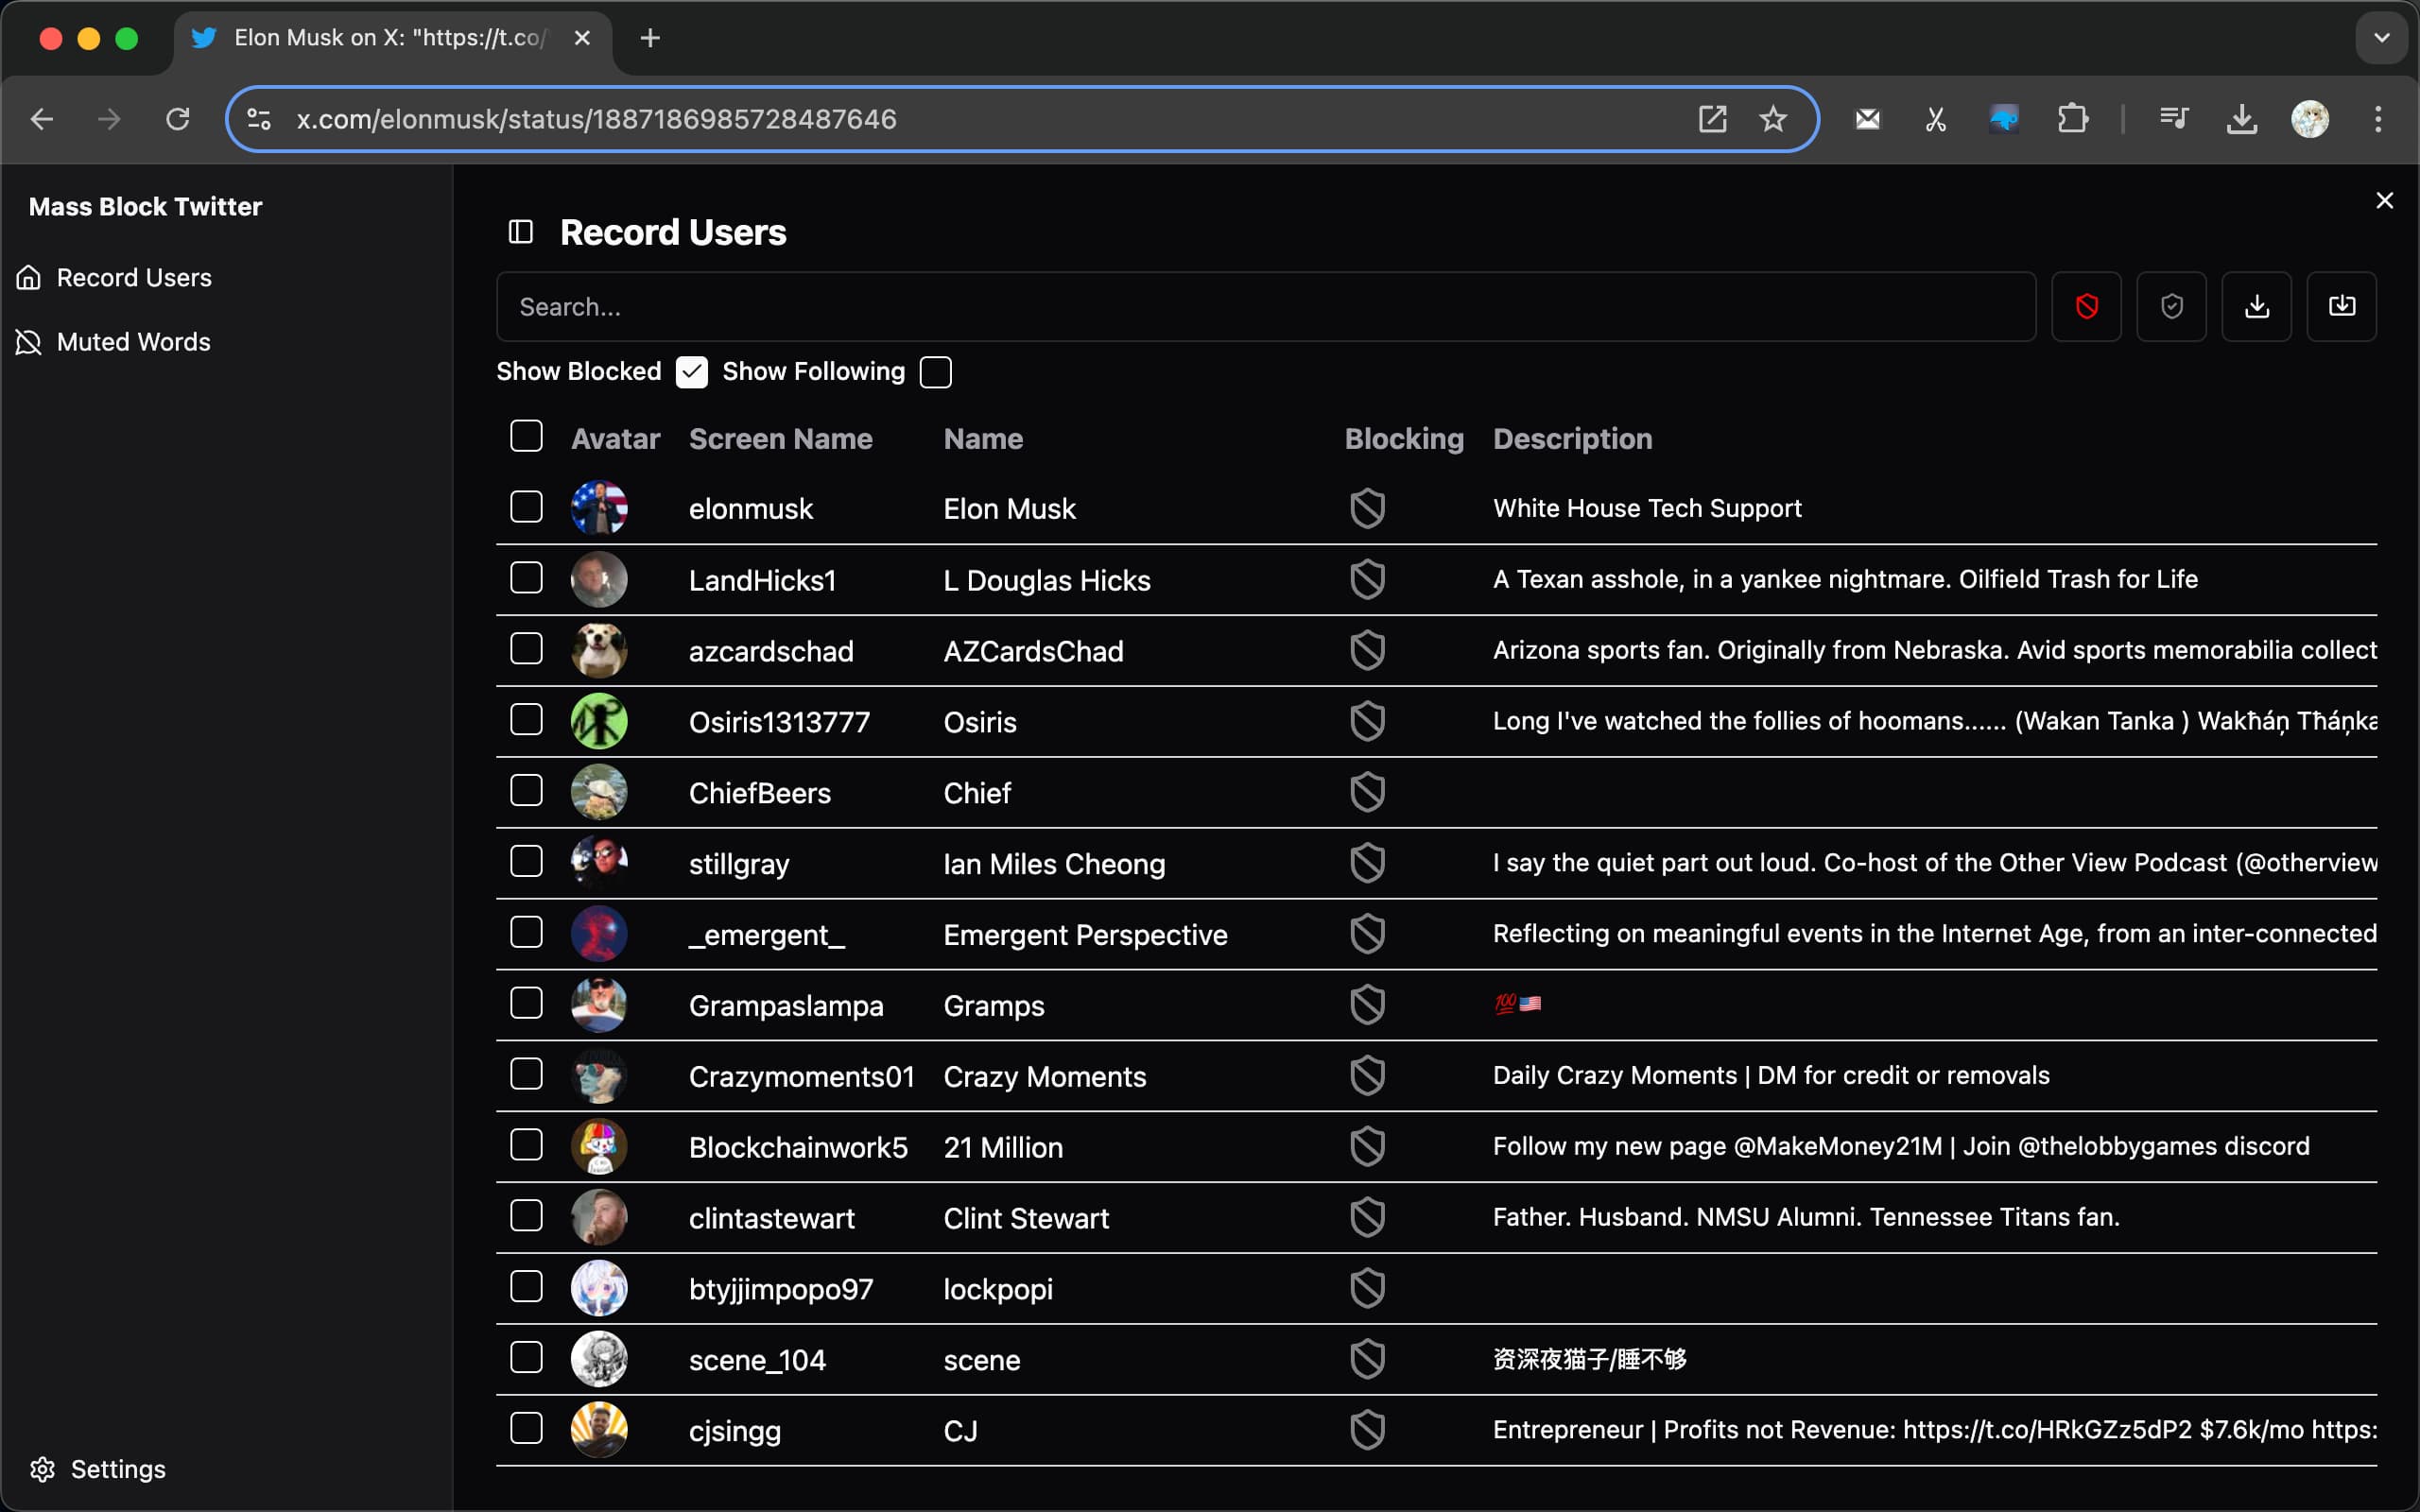 Elon Musk on X: "https://t.co/
x.com/elonmusk/status/1887186985728487646
Mass Block Twitter
Record Users
Muted Words
Settings
Record Users
Search...
Show Blocked Show Following
Avatar Screen Name Name Blocking Description
elonmusk Elon Musk White House Tech Support
LandHicks1 L Douglas Hicks A Texan asshole, in a yankee nightmare. Oilfield Trash for Life
azcardschad AZCardsChad Arizona sports fan. Originally from Nebraska. Avid sports memorabilia collect
Osiris1313777 Osiris Long I've watched the follies of hoomans...... (Wakan Tanka ) Wakȟáŋ Tȟáŋka
ChiefBeers Chief
stillgray Ian Miles Cheong I say the quiet part out loud. Co-host of the Other View Podcast (@otherview
_emergent_ Emergent Perspective Reflecting on meaningful events in the Internet Age, from an inter-connected
Grampaslampa Gramps 💯🇺🇸
Crazymoments01 Crazy Moments Daily Crazy Moments | DM for credit or removals
Blockchainwork5 21 Million Follow my new page @MakeMoney21M | Join @thelobbygames discord
clintastewart Clint Stewart Father. Husband. NMSU Alumni. Tennessee Titans fan.
btyjjimpopo97 lockpopi
scene_104 scene 资深夜猫子/睡不够
cjsingg CJ Entrepreneur | Profits not Revenue: https://t.co/HRkGZz5dP2 $7.6k/mo https: